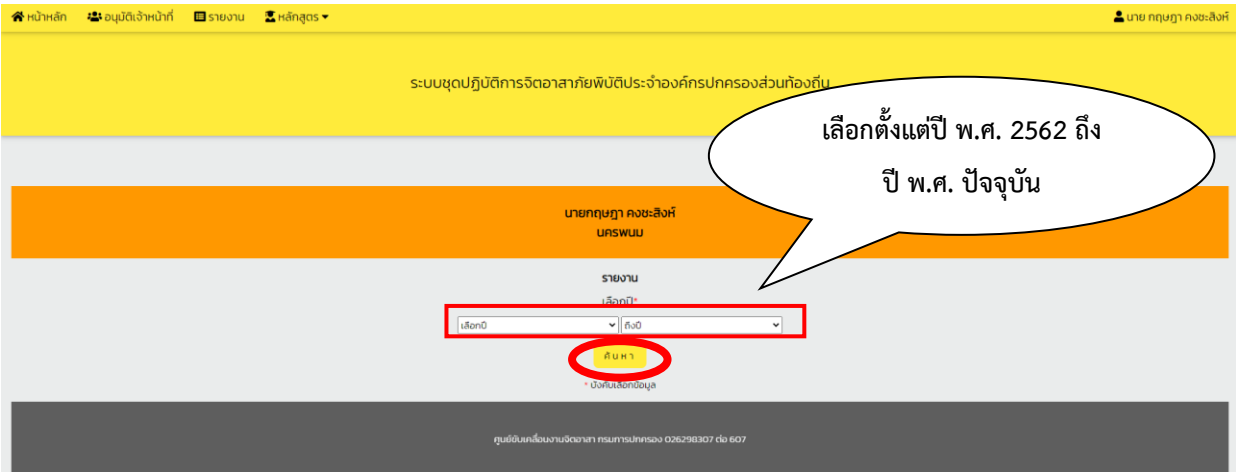 หน้าหลัก อนุมัติเจ้าหน้าที่ รายงาน หลักสูตร นาย กฤษฎา คงชะสิงห์
ระบบชุดปฏิบัติการจิตอาสาภัยพิบัติประจำองค์กรปกครองส่วนท้องถิ่น
เลือกตั้งแต่ปี พ.ศ. 2562 ถึง
ปี พ.ศ. ปัจจุบัน
นายกฤษฎา คงชะสิงห์
นครพนม
รายงาน
เลือกปี*
เลือกปี ถึงปี
ค้นหา
* บังคับเลือกข้อมูล
ศูนย์ขับเคลื่อนงานจิตอาสา กรมการปกครอง 026298307 ต่อ 607